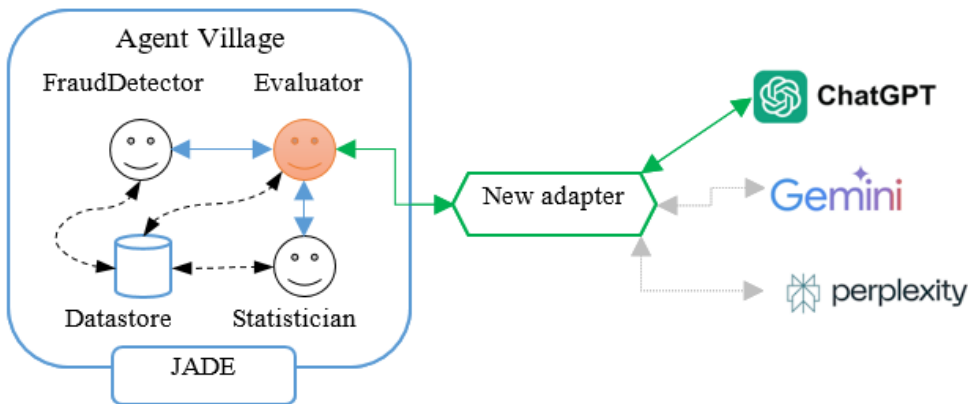 Agent Village
FraudDetector
Evaluator
Datastore
Statistician
JADE
New adapter
ChatGPT
Gemini
perplexity